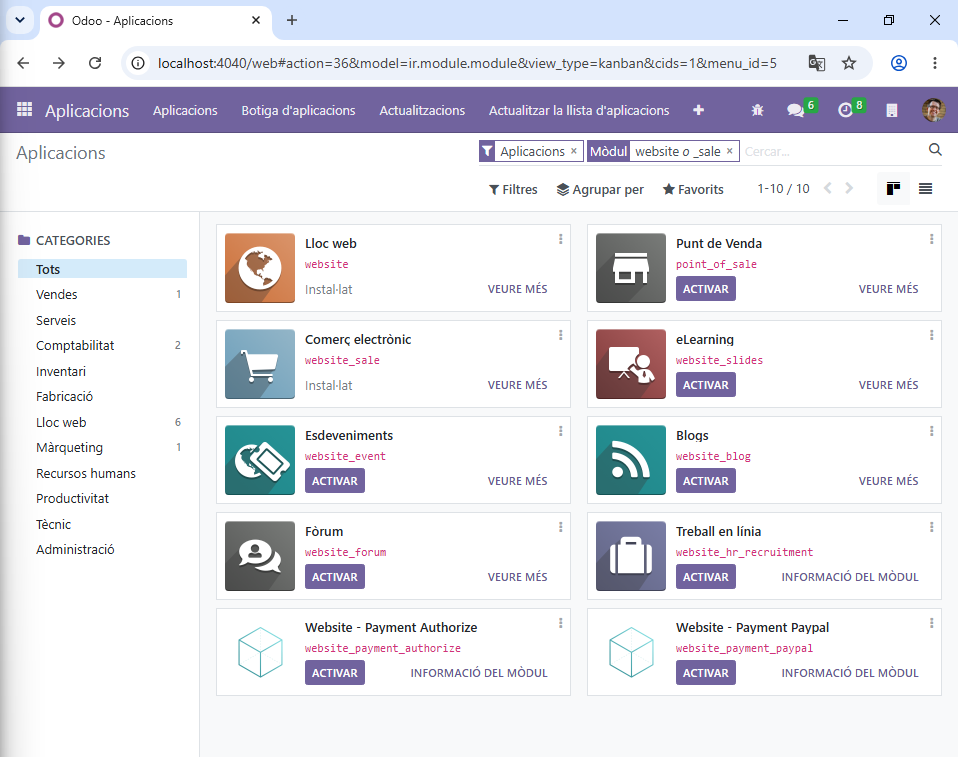 Odoo - Aplicacions
localhost:4040/web#action=36&model=ir.module.module&view_type=kanban&cids=1&menu_id=5
Aplicacions Aplicacions Botiga d'aplicacions Actualitzacions Actualitzar la llista d'aplicacions 6 8
Aplicacions
Aplicacions × Mòdul website o _sale × Cercar...
Filtres Agrupar per Favorits 1-10 / 10
CATEGORIES
Tots
Vendes 1
Serveis
Comptabilitat 2
Inventari
Fabricació
Lloc web 6
Màrqueting 1
Recursos humans
Productivitat
Tècnic
Administració
Lloc web
website
Instal·lat VEURE MÉS
Punt de Venda
point_of_sale
ACTIVAR VEURE MÉS
Comerç electrònic
website_sale
Instal·lat VEURE MÉS
eLearning
website_slides
ACTIVAR VEURE MÉS
Esdeveniments
website_event
ACTIVAR VEURE MÉS
Blogs
website_blog
ACTIVAR VEURE MÉS
Fòrum
website_forum
ACTIVAR VEURE MÉS
Treball en línia
website_hr_recruitment
ACTIVAR INFORMACIÓ DEL MÒDUL
Website - Payment Authorize
website_payment_authorize
ACTIVAR INFORMACIÓ DEL MÒDUL
Website - Payment Paypal
website_payment_paypal
ACTIVAR INFORMACIÓ DEL MÒDUL